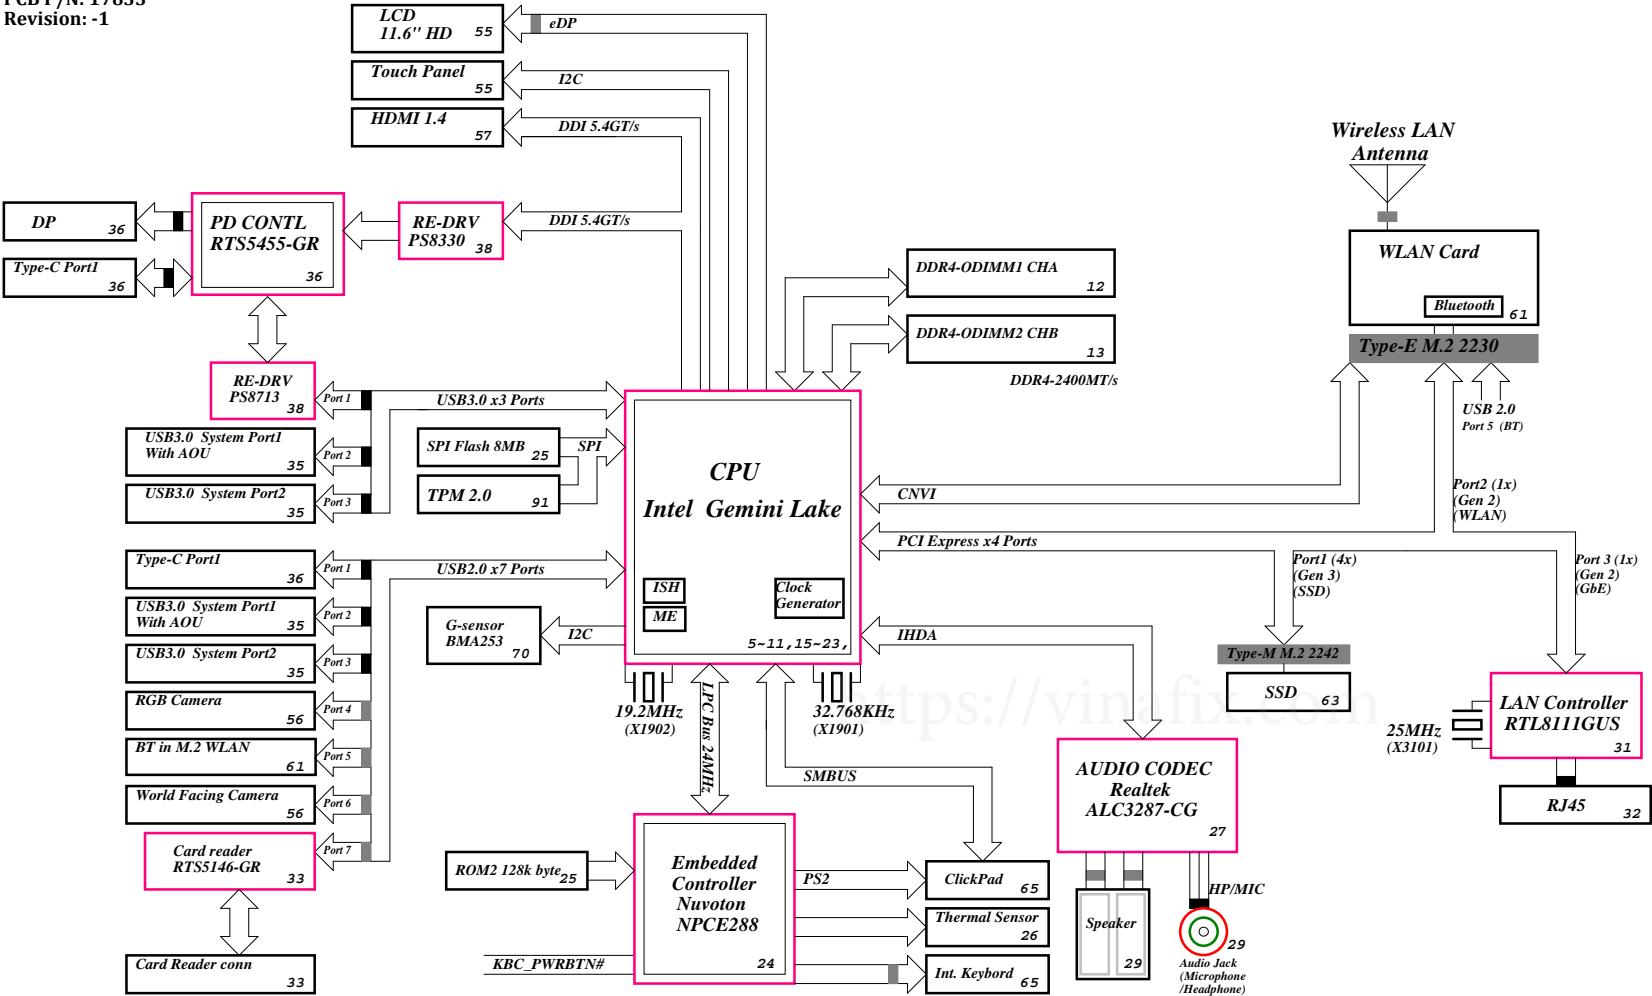 Revision: -1
LCD
11.6" HD 55
eDP
Touch Panel
55
I2C
HDMI 1.4
57
DDI 5.4GT/s
Wireless LAN
Antenna
DP
36
PD CONTL
RTS5455-GR
36
RE-DRV
PS8330
38
DDI 5.4GT/s
Type-C Port1
36
DDR4-ODIMM1 CHA
12
DDR4-ODIMM2 CHB
13
DDR4-2400MT/s
WLAN Card
Bluetooth
61
Type-E M.2 2230
USB 2.0
Port 5 (BT)
RE-DRV
PS8713
38
Port 1
USB3.0 x3 Ports
USB3.0 System Port1
With AOU
35
Port 2
USB3.0 System Port2
35
Port 3
SPI Flash 8MB
25
SPI
TPM 2.0
91
CPU
Intel Gemini Lake
ISH
ME
Clock
Generator
5~11,15~23,
CNVI
PCI Express x4 Ports
Port2 (1x)
(Gen 2)
(WLAN)
Port1 (4x)
(Gen 3)
(SSD)
Port 3 (1x)
(Gen 2)
(GbE)
Type-C Port1
36
Port 1
USB2.0 x7 Ports
USB3.0 System Port1
With AOU
35
Port 2
USB3.0 System Port2
35
Port 3
RGB Camera
56
Port 4
BT in M.2 WLAN
61
Port 5
World Facing Camera
56
Port 6
Card reader
RTS5146-GR
33
Port 7
Card Reader conn
33
G-sensor
BMA253
70
I2C
IHDA
Type-M M.2 2242
SSD
63
19.2MHz
(X1902)
LPC Bus 24MHz
32.768KHz
(X1901)
https://vinafix.com
25MHz
(X3101)
LAN Controller
RTL8111GUS
31
RJ45
32
SMBUS
AUDIO CODEC
Realtek
ALC3287-CG
27
ROM2 128k byte
25
Embedded
Controller
Nuvoton
NPCE288
24
KBC_PWRBTN#
PS2
ClickPad
65
Thermal Sensor
26
Int. Keybord
65
Speaker
29
HP/MIC
29
Audio Jack
(Microphone
/Headphone)